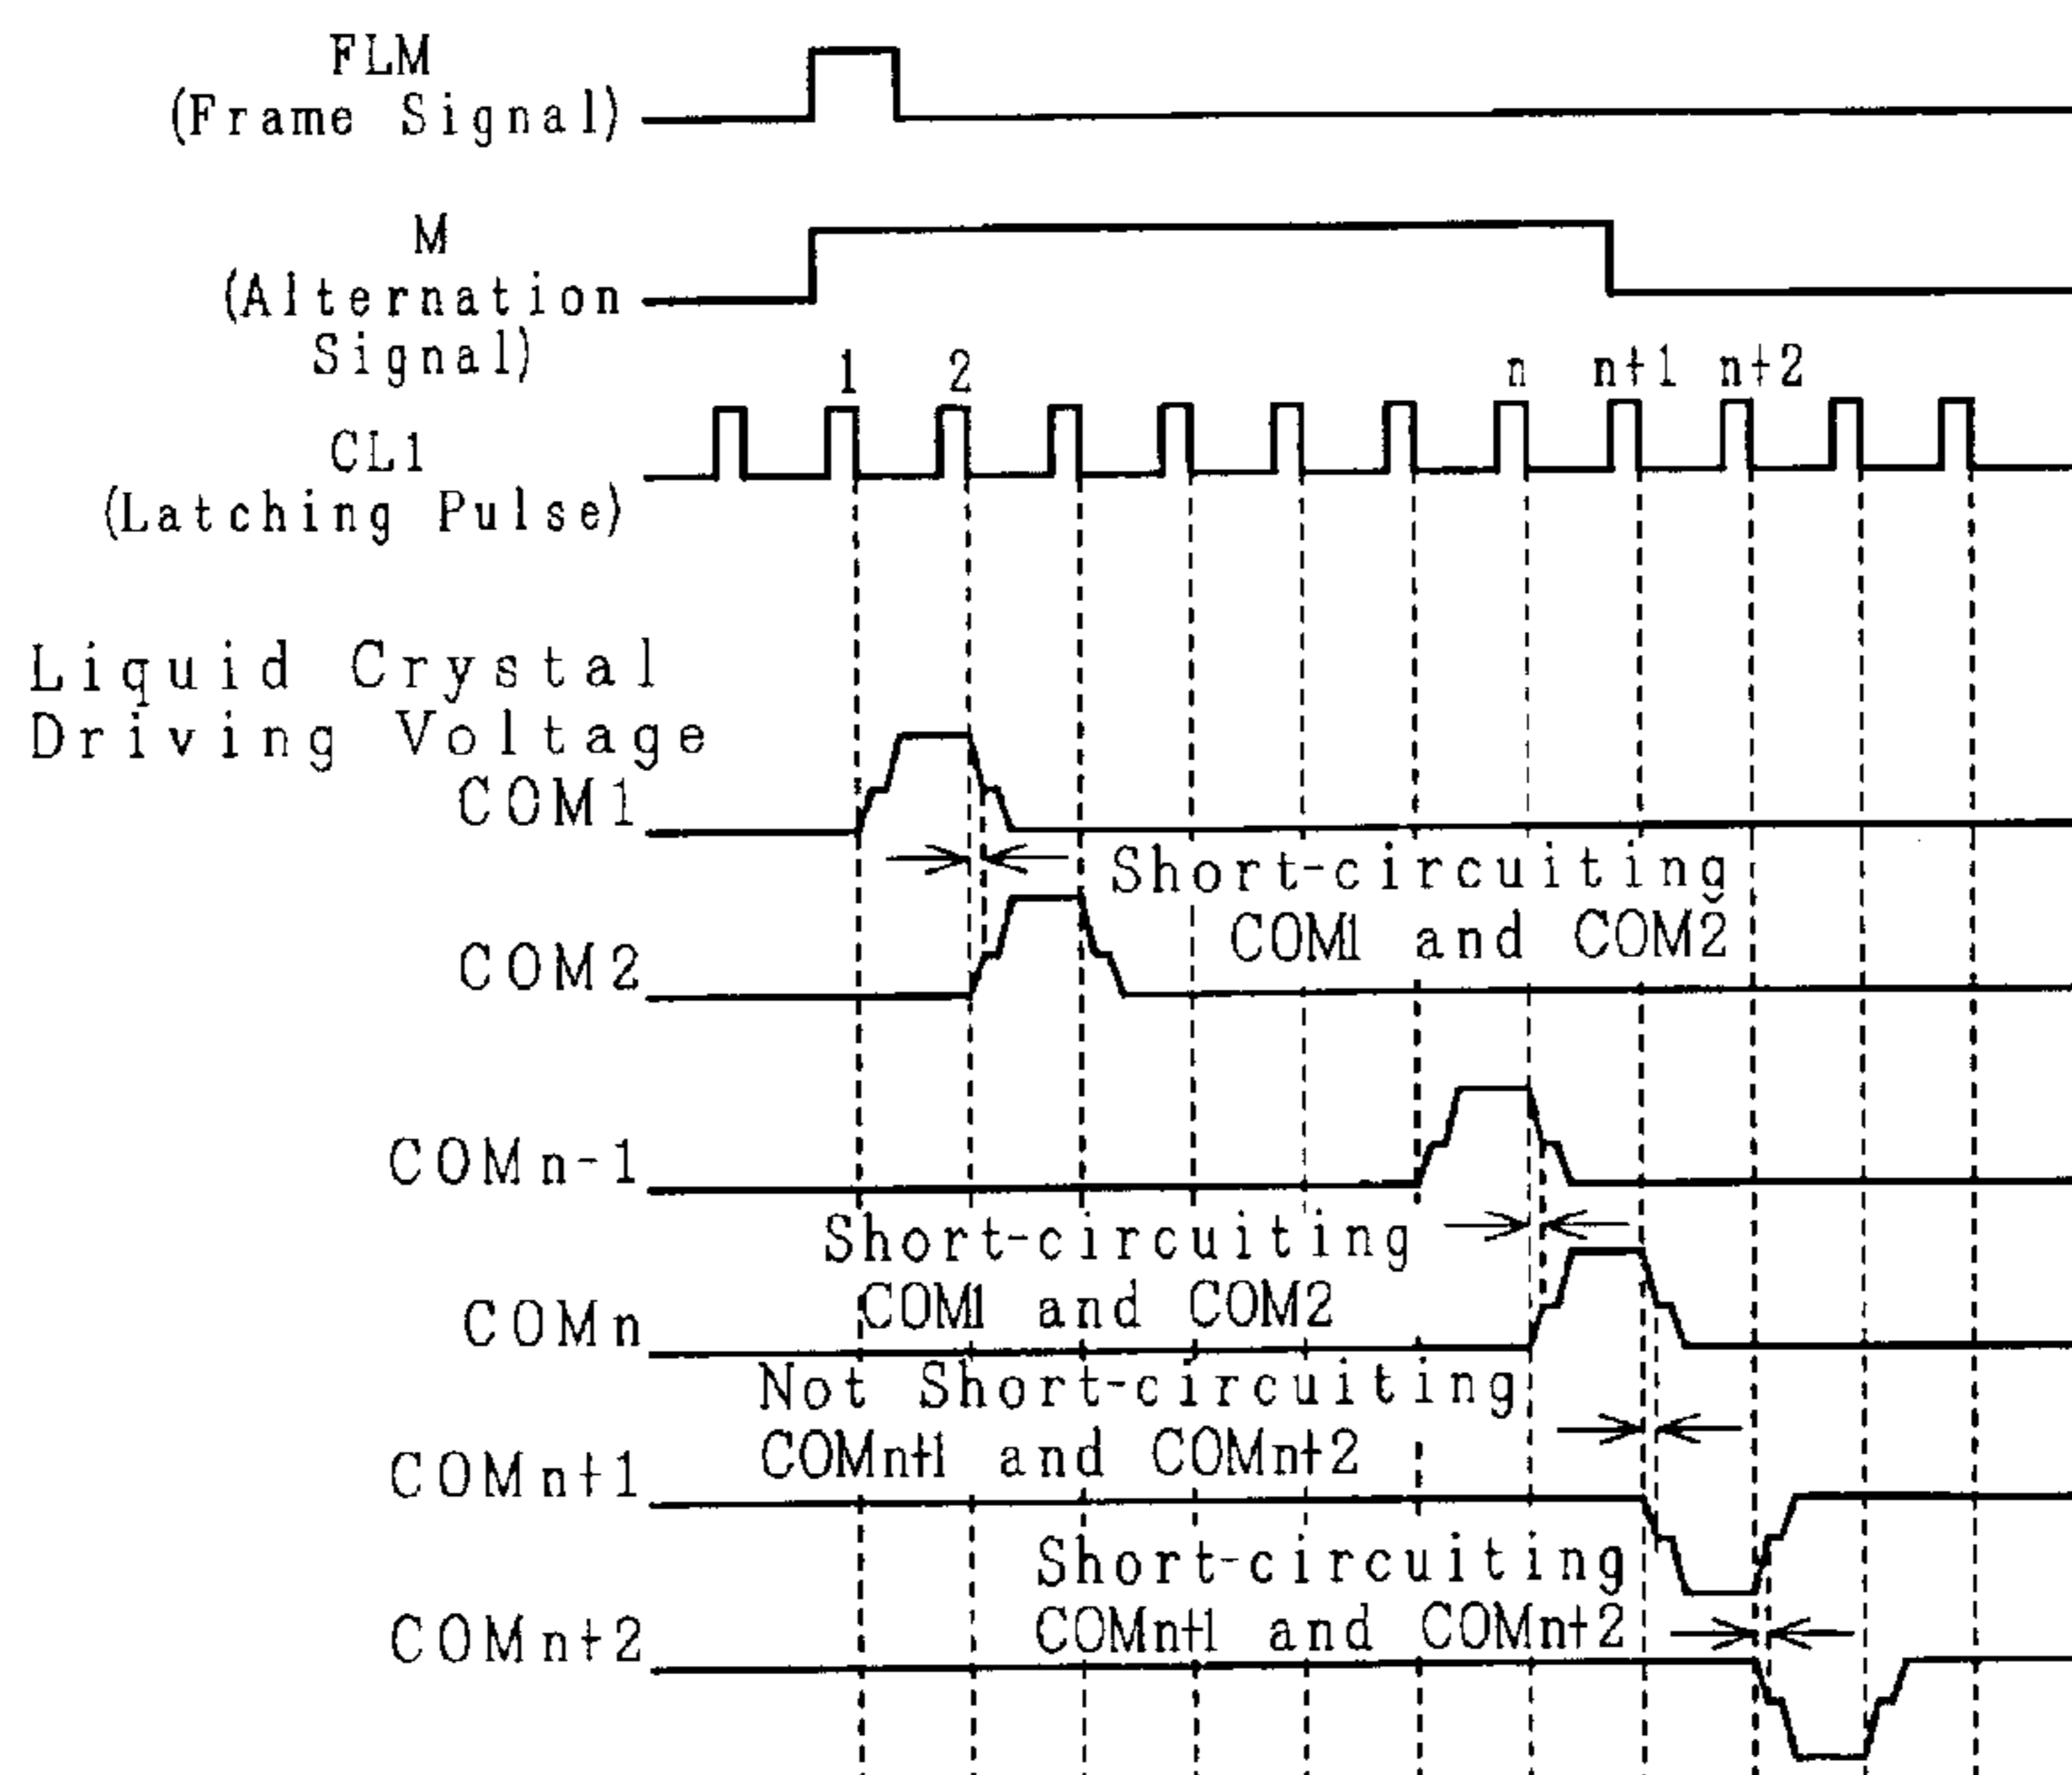 FLM
(Frame Signal)
M
(Alternation
Signal)
1 2 n n+1 n+2
CL1
(Latching Pulse)
Liquid Crystal
Driving Voltage
COM1
Short-circuiting
COM1 and COM2
COM2
COMn-1
Short-circuiting
COM1 and COM2
COMn
Not Short-circuiting
COMn+1 and COMn+2
COMn+1
Short-circuiting
COMn+1 and COMn+2
COMn+2